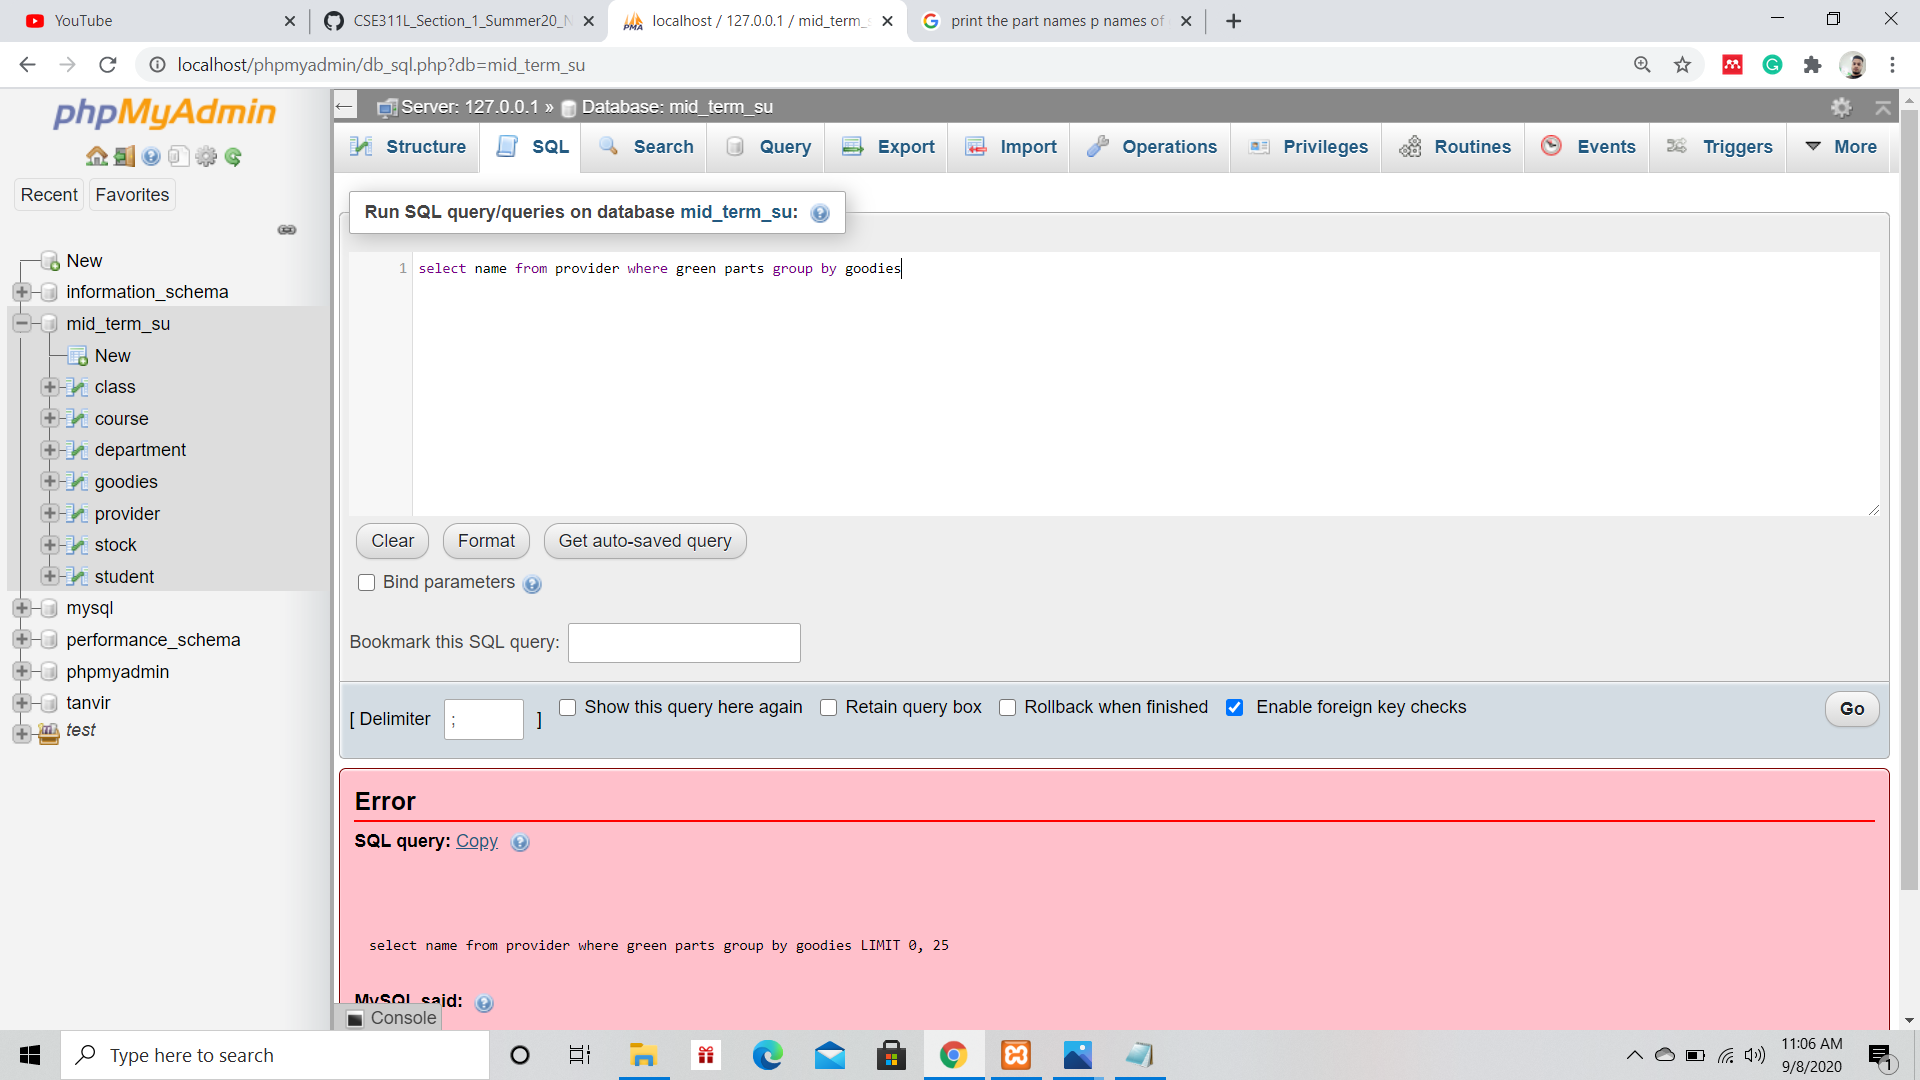 YouTube
CSE311L_Section_1_Summer20_N
localhost / 127.0.0.1 / mid_term_s
print the part names p names of
localhost/phpmyadmin/db_sql.php?db=mid_term_su
phpMyAdmin
Recent Favorites
New
information_schema
mid_term_su
New
class
course
department
goodies
provider
stock
student
mysql
performance_schema
phpmyadmin
tanvir
test
Server: 127.0.0.1 » Database: mid_term_su
Structure SQL Search Query Export Import Operations Privileges Routines Events Triggers More
Run SQL query/queries on database mid_term_su:
1 select name from provider where green parts group by goodies
Clear Format Get auto-saved query
Bind parameters
Bookmark this SQL query:
[ Delimiter ; ] Show this query here again Retain query box Rollback when finished Enable foreign key checks Go
Error
SQL query: Copy
select name from provider where green parts group by goodies LIMIT 0, 25
MySQL said:
Console
Type here to search
11:06 AM
9/8/2020
1